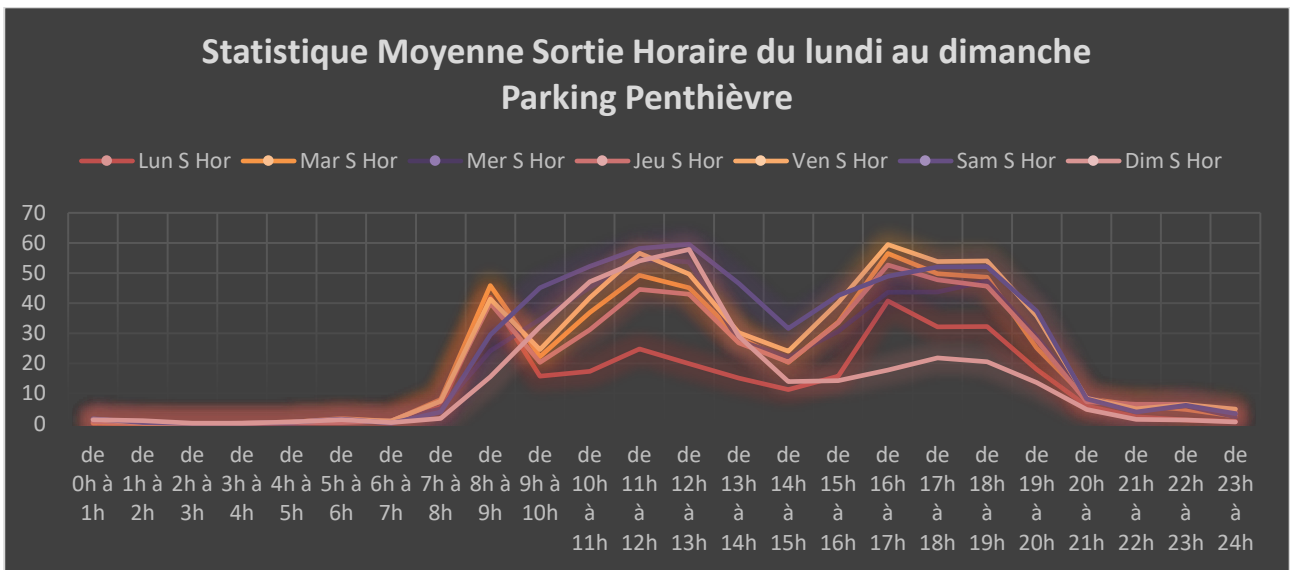 Statistique Moyenne Sortie Horaire du lundi au dimanche
Parking Penthièvre
Lun S Hor Mar S Hor Mer S Hor Jeu S Hor Ven S Hor Sam S Hor Dim S Hor
70
60
50
40
30
20
10
0
de 0h à 1h
de 1h à 2h
de 2h à 3h
de 3h à 4h
de 4h à 5h
de 5h à 6h
de 6h à 7h
de 7h à 8h
de 8h à 9h
de 9h à 10h
de 10h à 11h
de 11h à 12h
de 12h à 13h
de 13h à 14h
de 14h à 15h
de 15h à 16h
de 16h à 17h
de 17h à 18h
de 18h à 19h
de 19h à 20h
de 20h à 21h
de 21h à 22h
de 22h à 23h
de 23h à 24h